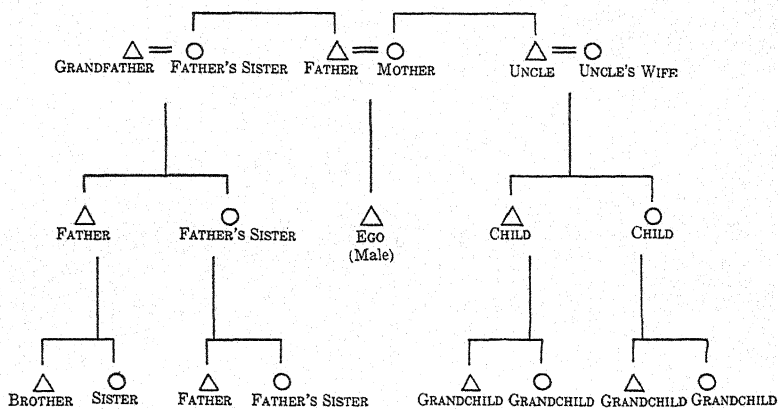 GRANDFATHER FATHER'S SISTER FATHER MOTHER UNCLE UNCLE'S WIFE
FATHER FATHER'S SISTER EGO CHILD CHILD
(Male)
BROTHER SISTER FATHER FATHER'S SISTER GRANDCHILD GRANDCHILD GRANDCHILD GRANDCHILD